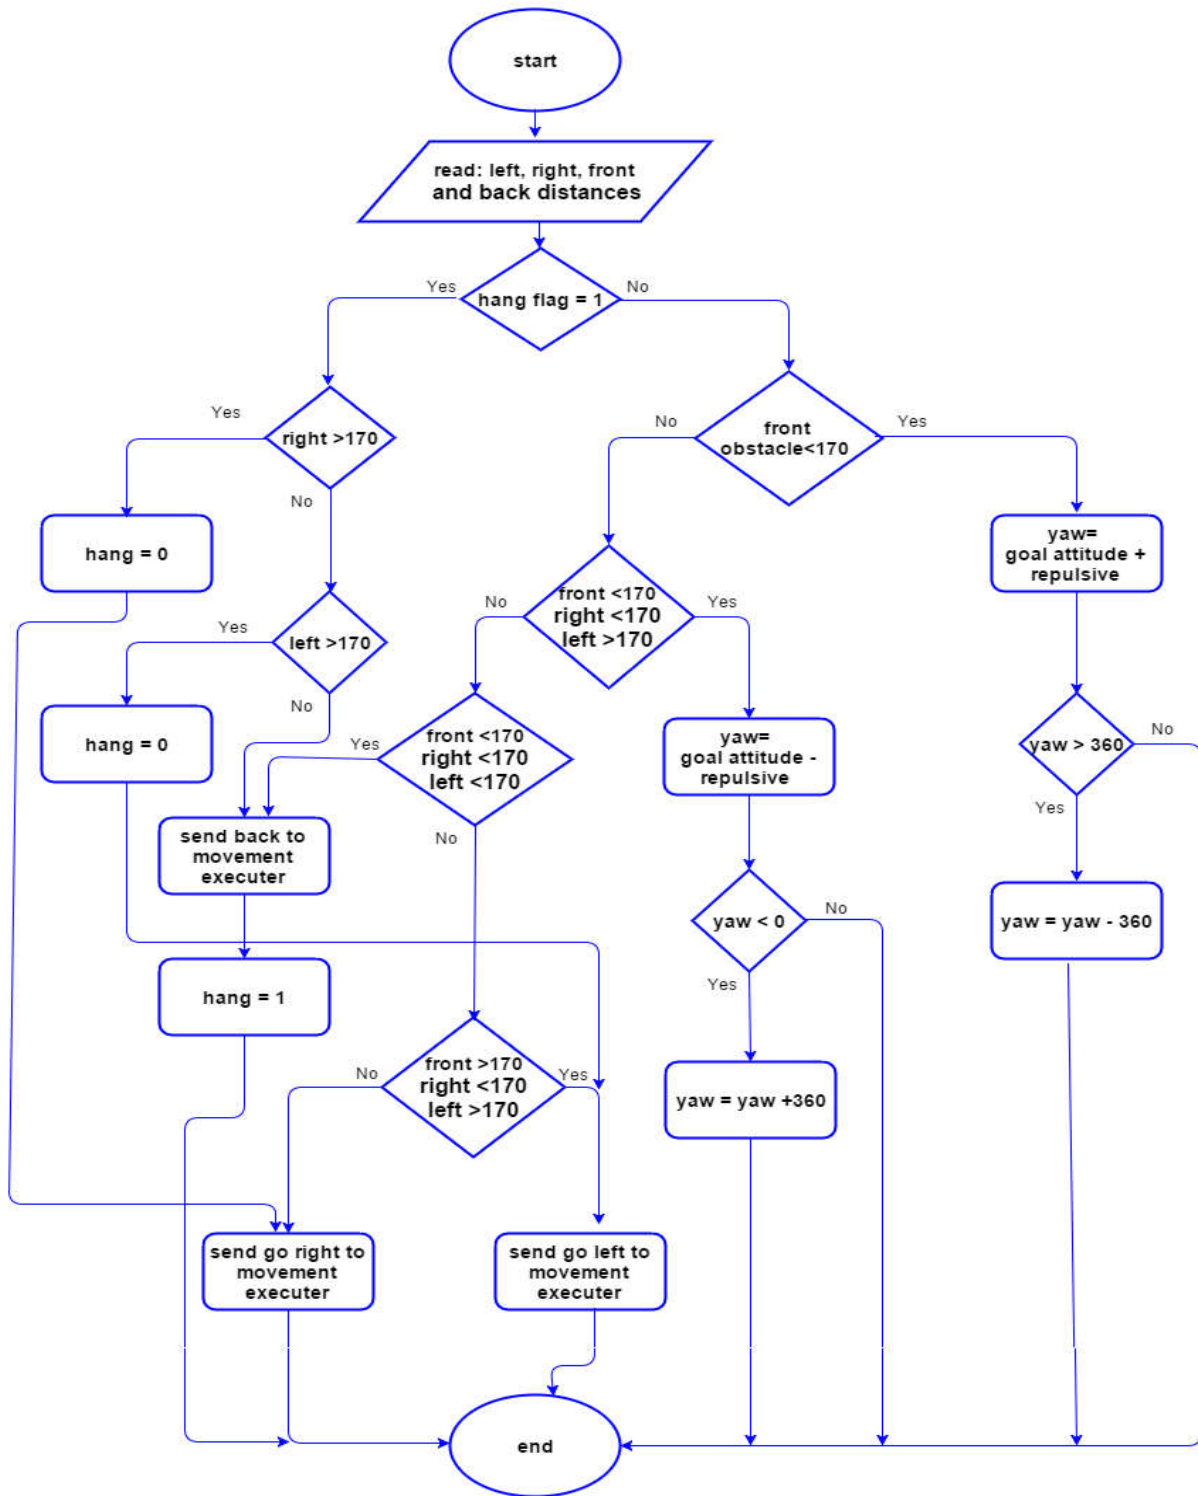 start
read: left, right, front
and back distances
Yes
hang flag = 1
No
Yes
right >170
No
No
front
obstacle<170
Yes
hang = 0
yaw=
goal attitude +
repulsive
Yes
left >170
No
No
front <170
right <170
left >170
Yes
hang = 0
Yes
front <170
right <170
left <170
No
yaw=
goal attitude -
repulsive
yaw > 360
No
Yes
send back to
movement
executer
yaw < 0
No
Yes
yaw = yaw - 360
hang = 1
No
front >170
right <170
left >170
Yes
yaw = yaw +360
send go right to
movement
executer
send go left to
movement
executer
end